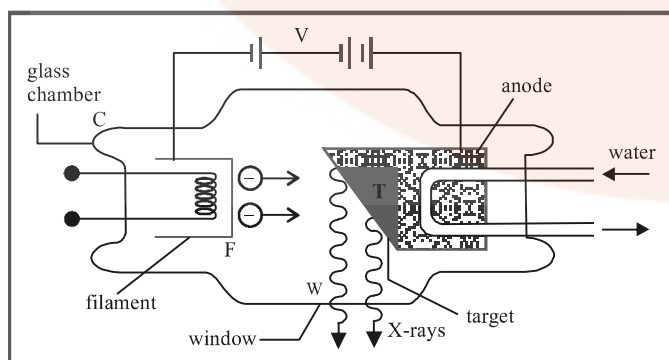 V
glass
chamber
C
anode
water
T
F
W
filament
window
X-rays
target